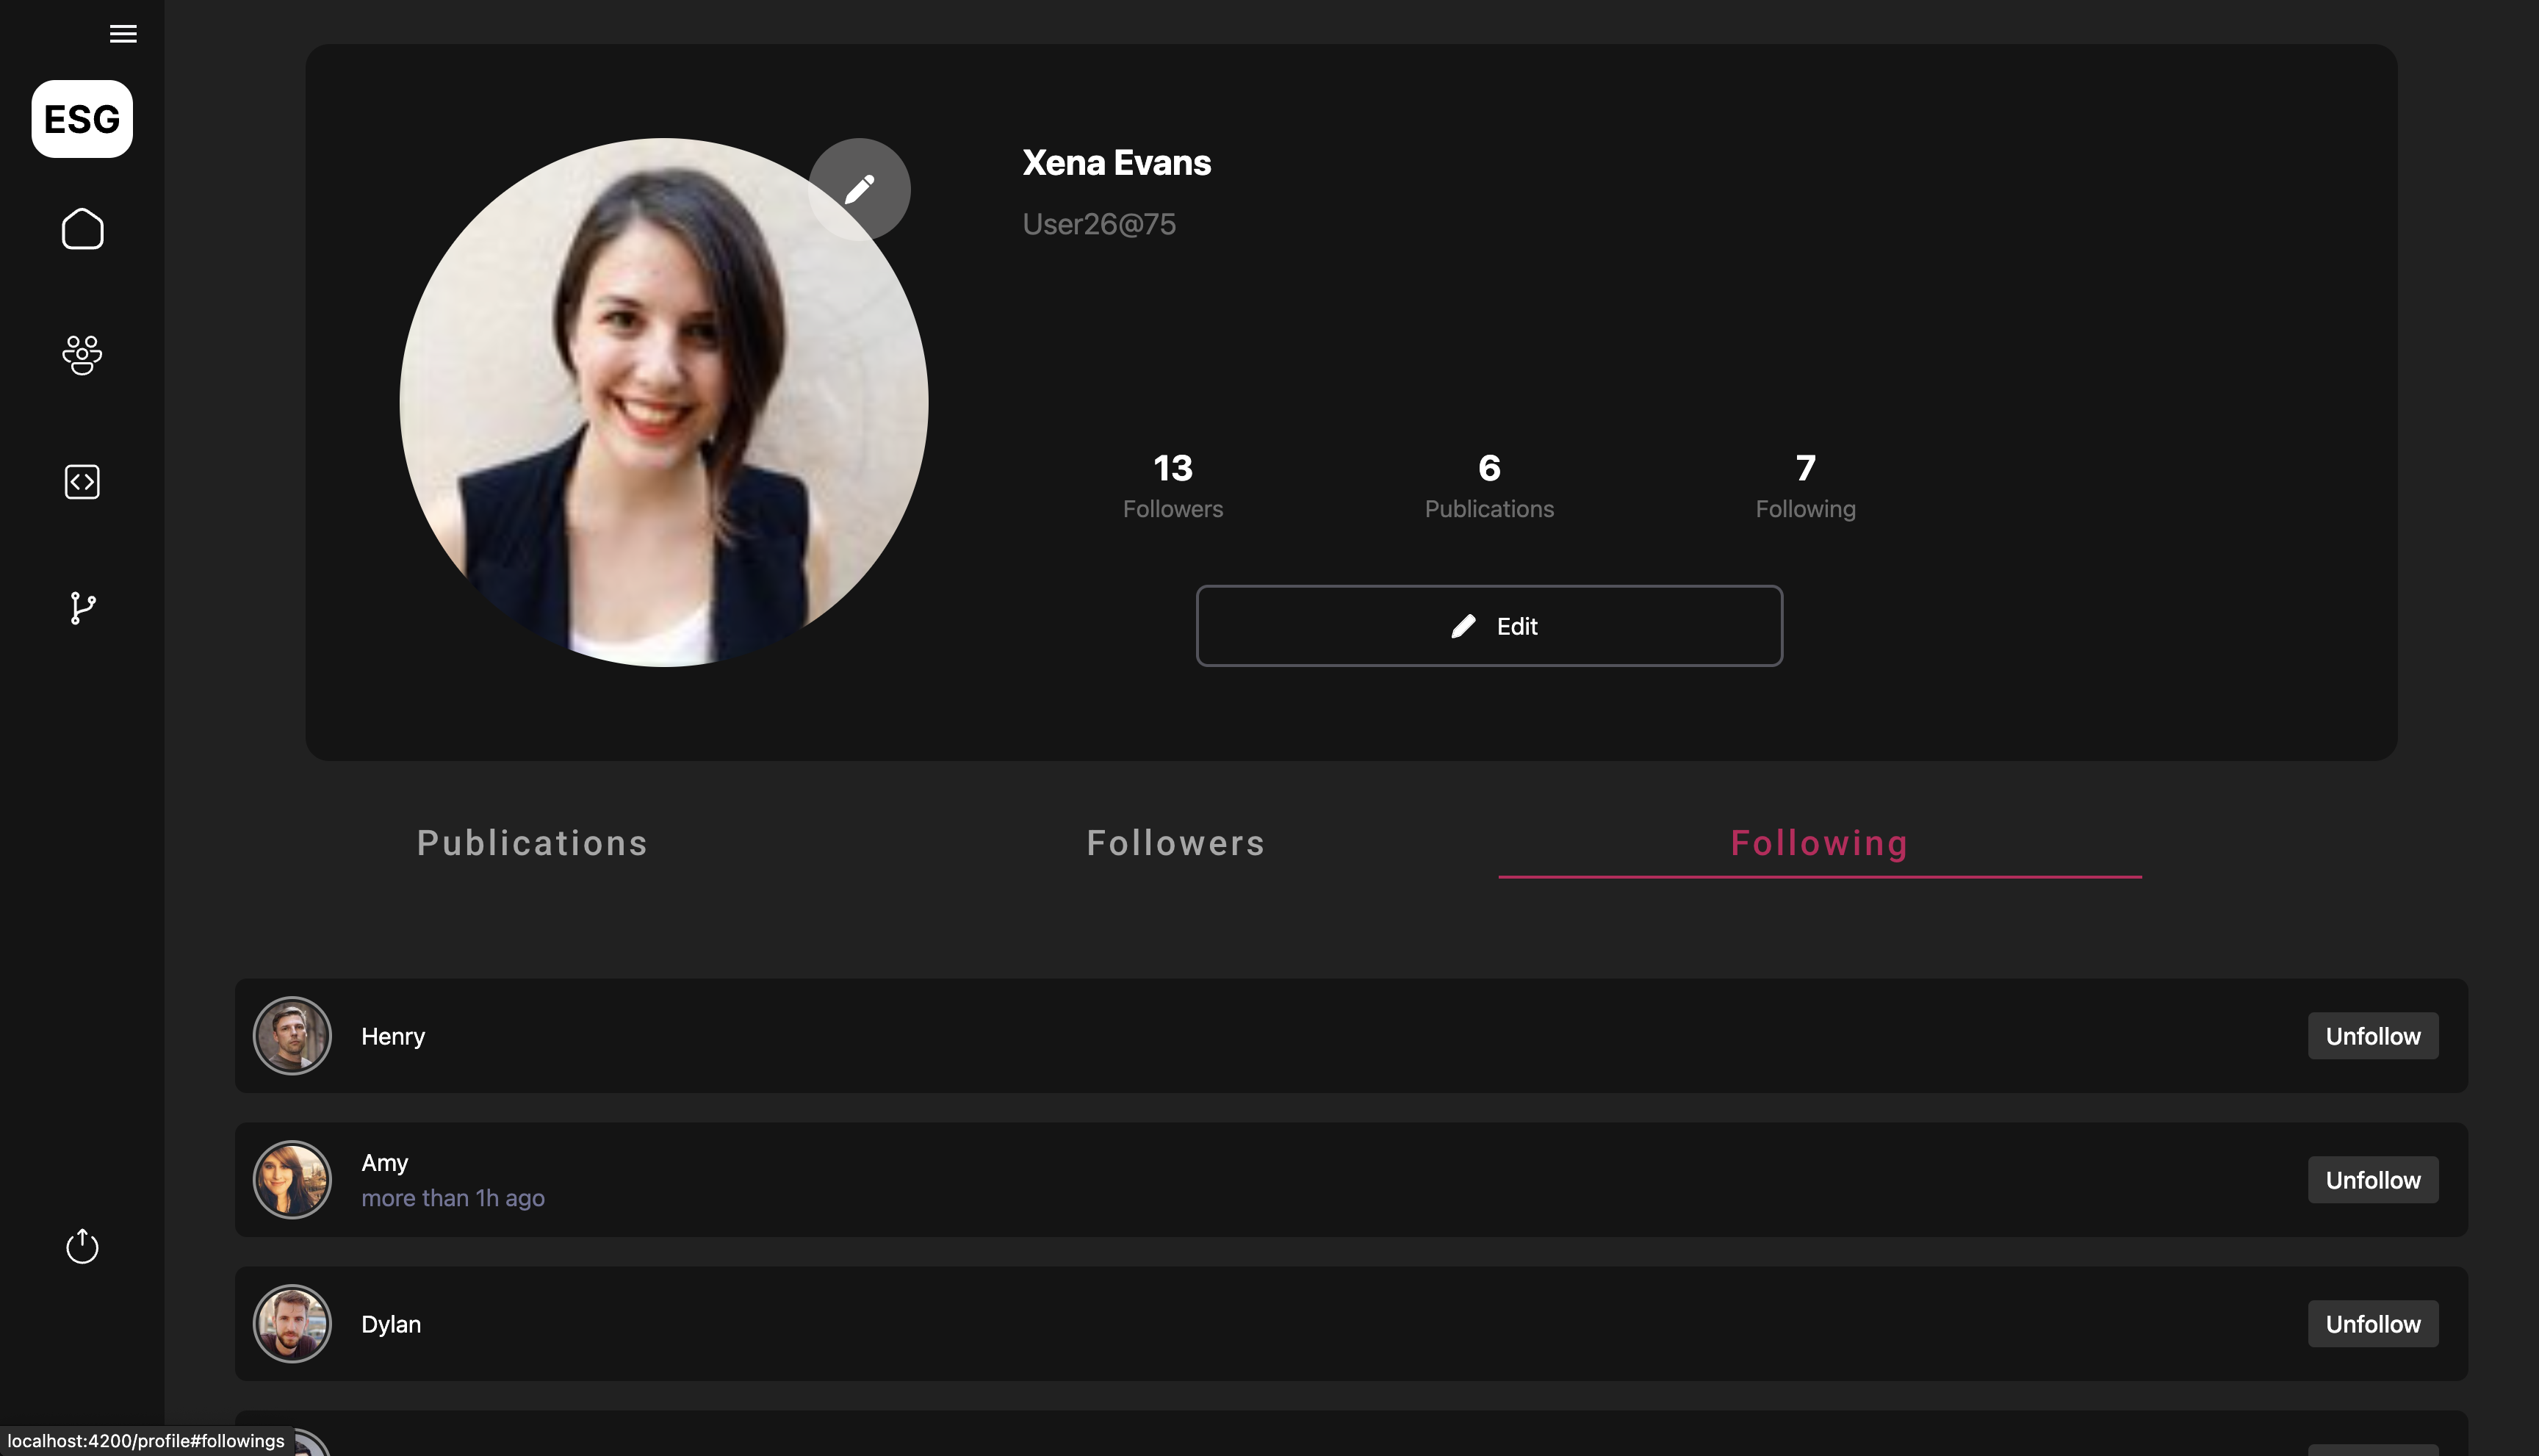 ESG
Xena Evans
User26@75
13
Followers
6
Publications
7
Following
Edit
Publications
Followers
Following
Henry
Unfollow
Amy
more than 1h ago
Unfollow
Dylan
Unfollow
localhost:4200/profile#followings